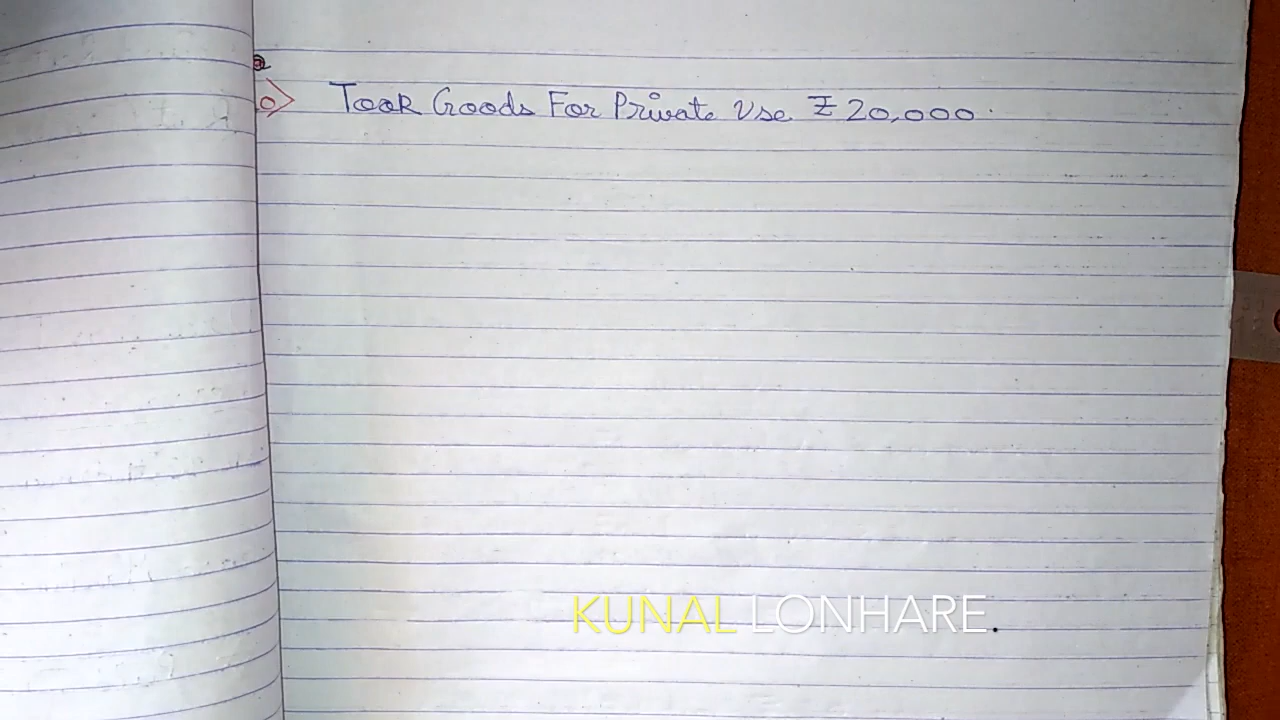 Took Goods For Private Use ₹ 20,000.
KUNAL LONHARE.